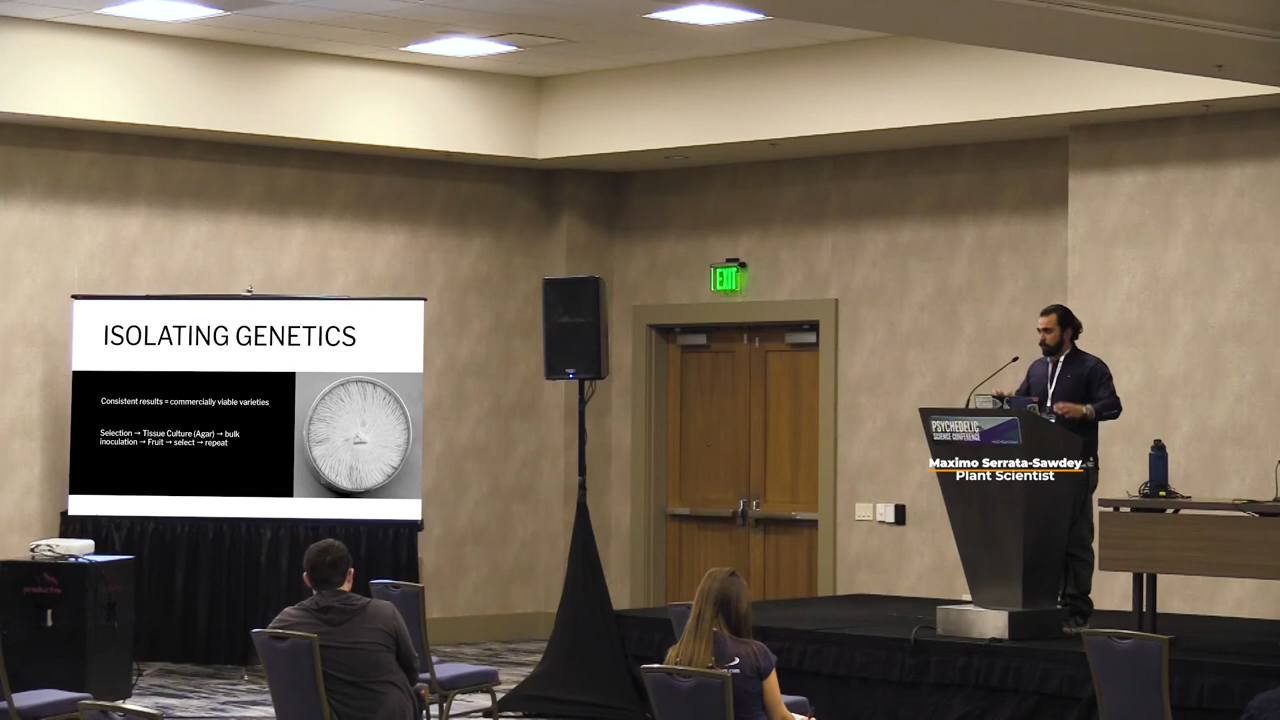 EXIT
ISOLATING GENETICS
Consistent results = commercially viable varieties
Selection → Tissue Culture (Agar) → bulk
inoculation → Fruit → select → repeat
PSYCHEDELIC
SCIENCE CONFERENCE
Maximo Serrata-Sawdey
Plant Scientist